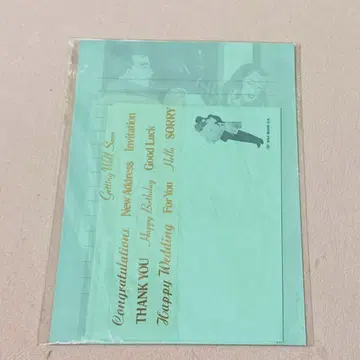 Getting Well Soon
Congratulations New Address Invitation
THANK YOU Happy Birthday Good Luck
Happy Wedding For You Hello SORRY